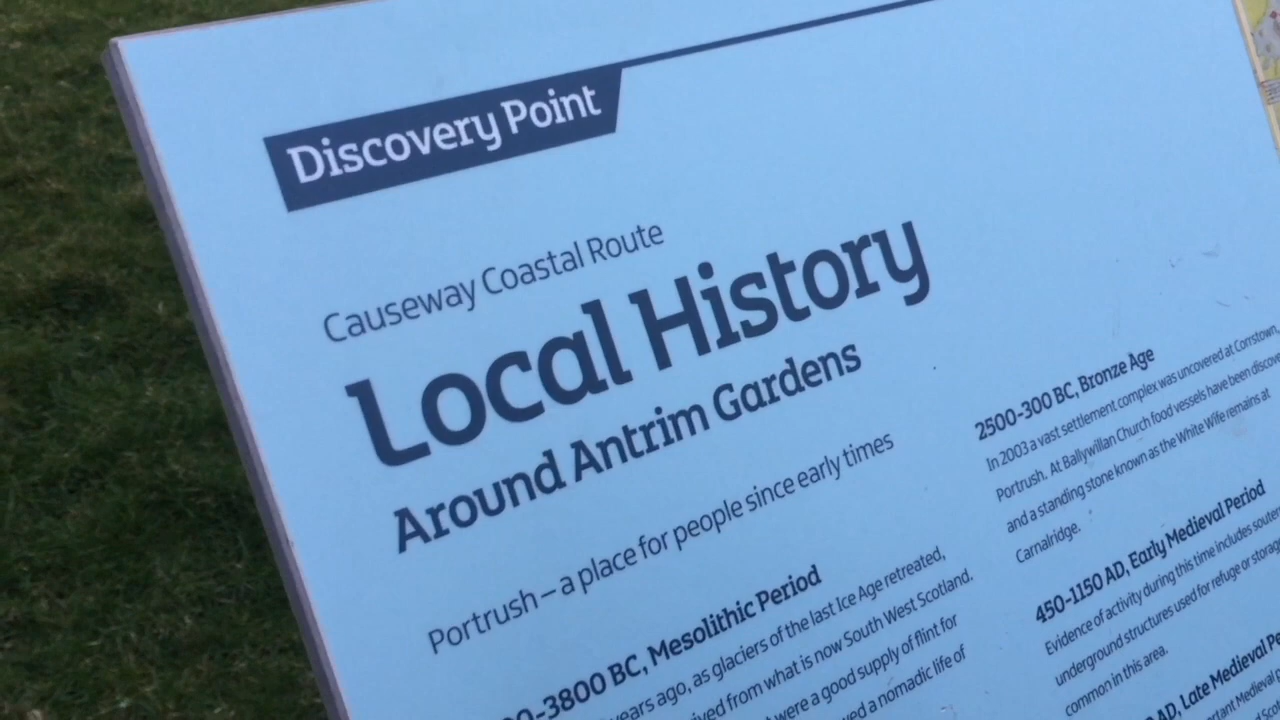 Discovery Point
Causeway Coastal Route
Local History
Around Antrim Gardens
Portrush – a place for people since early times
0-3800 BC, Mesolithic Period
years ago, as glaciers of the last Ice Age retreated,
from what is now South West Scotland.
were a good supply of flint for
a nomadic life of
2500-300 BC, Bronze Age
In 2003 a vast settlement complex was uncovered at Corrstown,
Portrush. At Ballywillan Church food vessels have been
and a standing stone known as the White Wife remains at
Carnalridge.
450-1150 AD, Early Medieval Period
Evidence of activity during this time includes
underground structures used for refuge or
common in this area.
AD, Late Medieval
Medieval